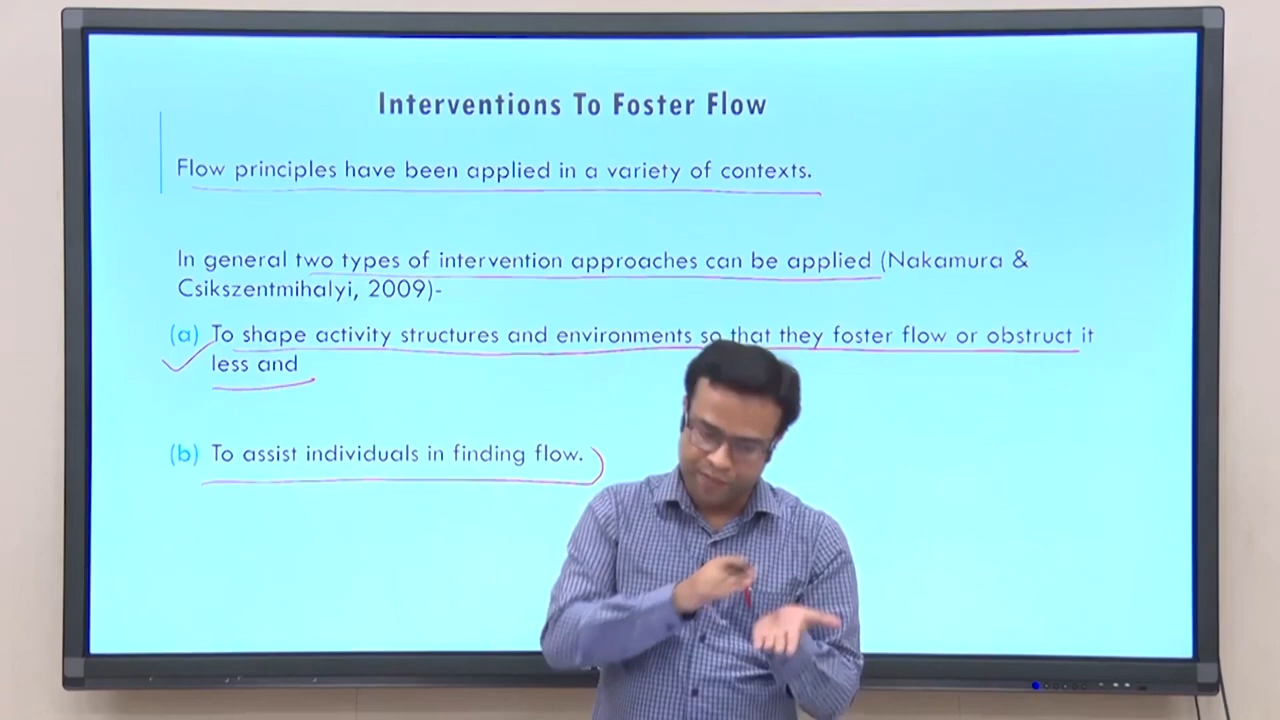 Interventions To Foster Flow
Flow principles have been applied in a variety of contexts.
In general two types of intervention approaches can be applied (Nakamura &
Csikszentmihalyi, 2009)-
(a) To shape activity structures and environments so that they foster flow or obstruct it
less and
(b) To assist individuals in finding flow.